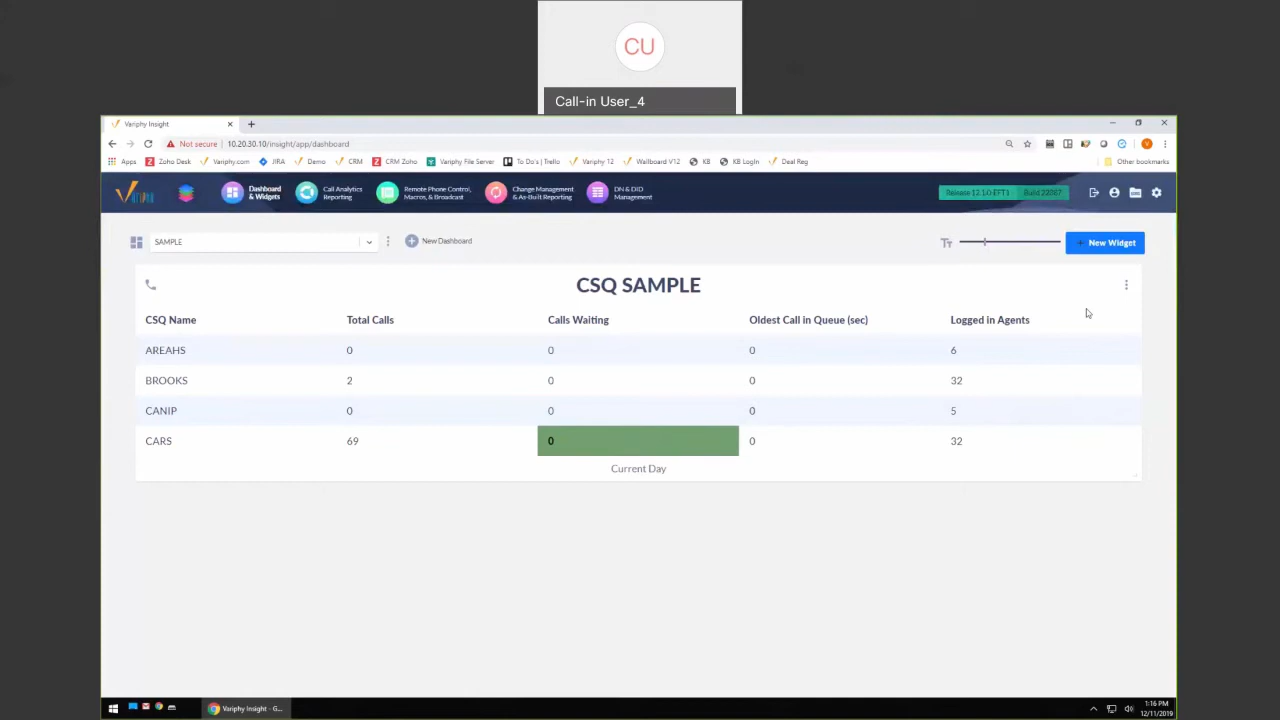 CU
Call-in User_4
Variphy Insight
Not secure | 10.20.30.10/insight/app/dashboard
Apps Zoho Desk Variphy.com JIRA Demo CRM CRM Zoho Variphy File Server To Do's | Trello Variphy 12 Wallboard V12 KB KB LogIn Deal Reg Other bookmarks
Dashboard & Widgets
Call Analytics Reporting
Remote Phone Control, Macros, & Broadcast
Change Management & As-Built Reporting
DN & DID Management
SAMPLE New Dashboard + New Widget
CSQ SAMPLE
CSQ Name Total Calls Calls Waiting Oldest Call in Queue (sec) Logged in Agents
AREAHS 0 0 0 6
BROOKS 2 0 0 32
CANIP 0 0 0 5
CARS 69 0 0 32
Current Day
Variphy Insight - G...
1:16 PM
12/11/2019